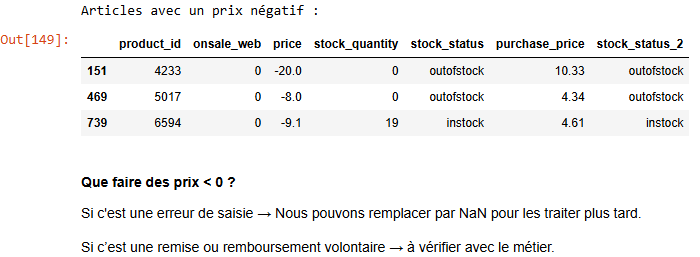 Articles avec un prix négatif :
Out[149]:
product_id onsale_web price stock_quantity stock_status purchase_price stock_status_2
151 4233 0 -20.0 0 outofstock 10.33 outofstock
469 5017 0 -8.0 0 outofstock 4.34 outofstock
739 6594 0 -9.1 19 instock 4.61 instock
Que faire des prix < 0 ?
Si c'est une erreur de saisie → Nous pouvons remplacer par NaN pour les traiter plus tard.
Si c’est une remise ou remboursement volontaire → à vérifier avec le métier.